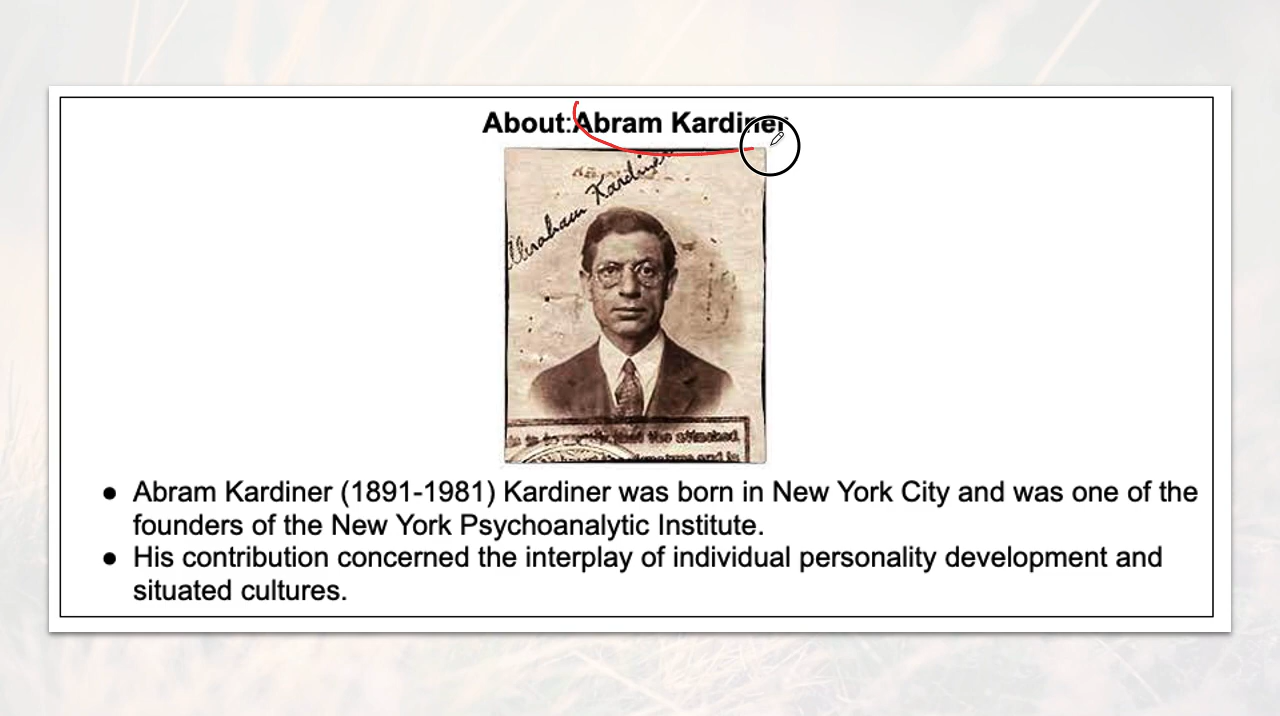 About:Abram Kardiner
Abraham Kardiner
● Abram Kardiner (1891-1981) Kardiner was born in New York City and was one of the
founders of the New York Psychoanalytic Institute.
● His contribution concerned the interplay of individual personality development and
situated cultures.